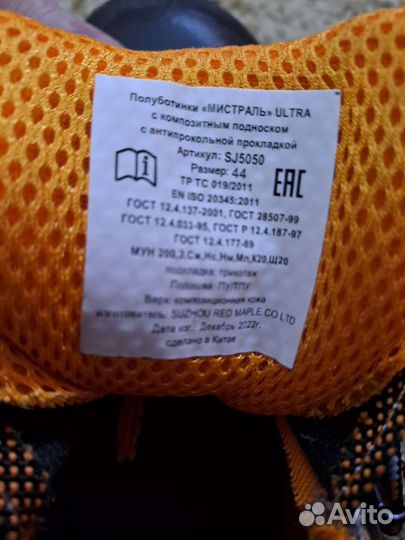 Полуботинки «МИСТРАЛЬ» ULTRA
с композитным подноском
с антипрокольной прокладкой
Артикул: SJ5050
Размер: 44
ТР ТС 019/2011
EN ISO 20345:2011
ГОСТ 12.4.137-2001, ГОСТ 28507-99
ГОСТ 12.4.033-95, ГОСТ Р 12.4.187-97
ГОСТ 12.4.177-89
МУН 200,З,См,Нс,Нм,Мп,К20,Щ20
подкладка: трикотаж
Подошва: ПУ/ТПУ
Верх: композиционная кожа
изготовитель: SUZHOU RED MAPLE CO LTD
Дата из.: Декабрь 2022г.
сделано в Китае
EAC
Avito